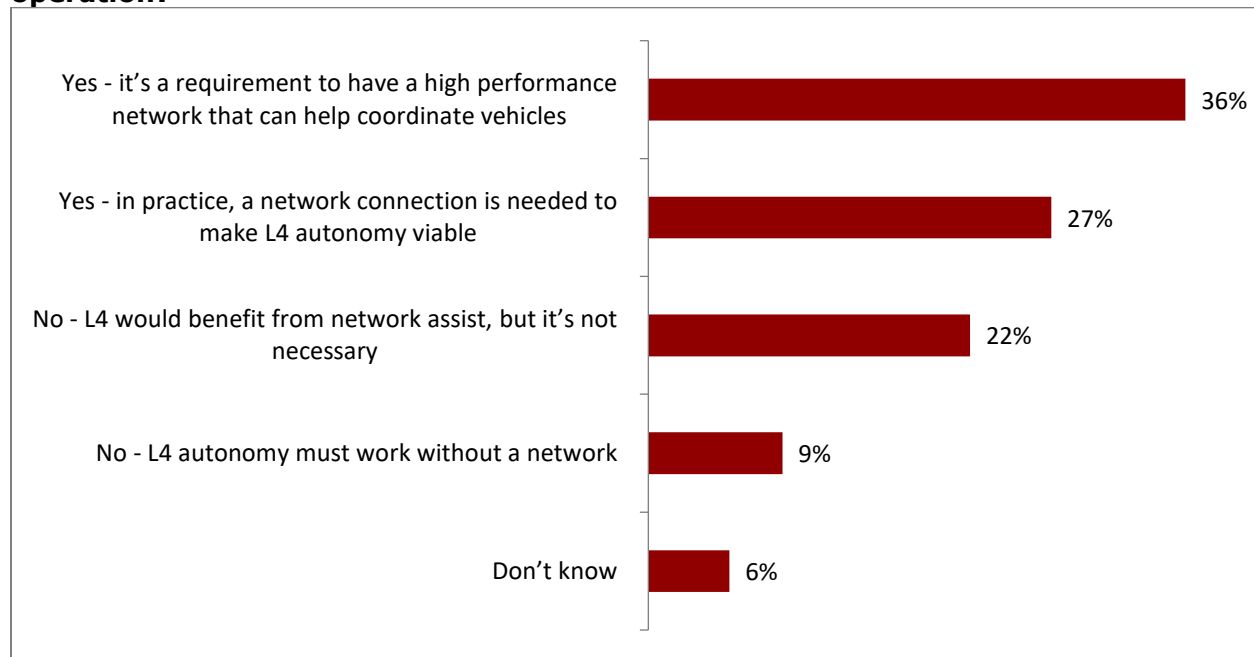 Yes - it’s a requirement to have a high performance
network that can help coordinate vehicles
36%
Yes - in practice, a network connection is needed to
make L4 autonomy viable
27%
No - L4 would benefit from network assist, but it’s not
necessary
22%
No - L4 autonomy must work without a network
9%
Don’t know
6%